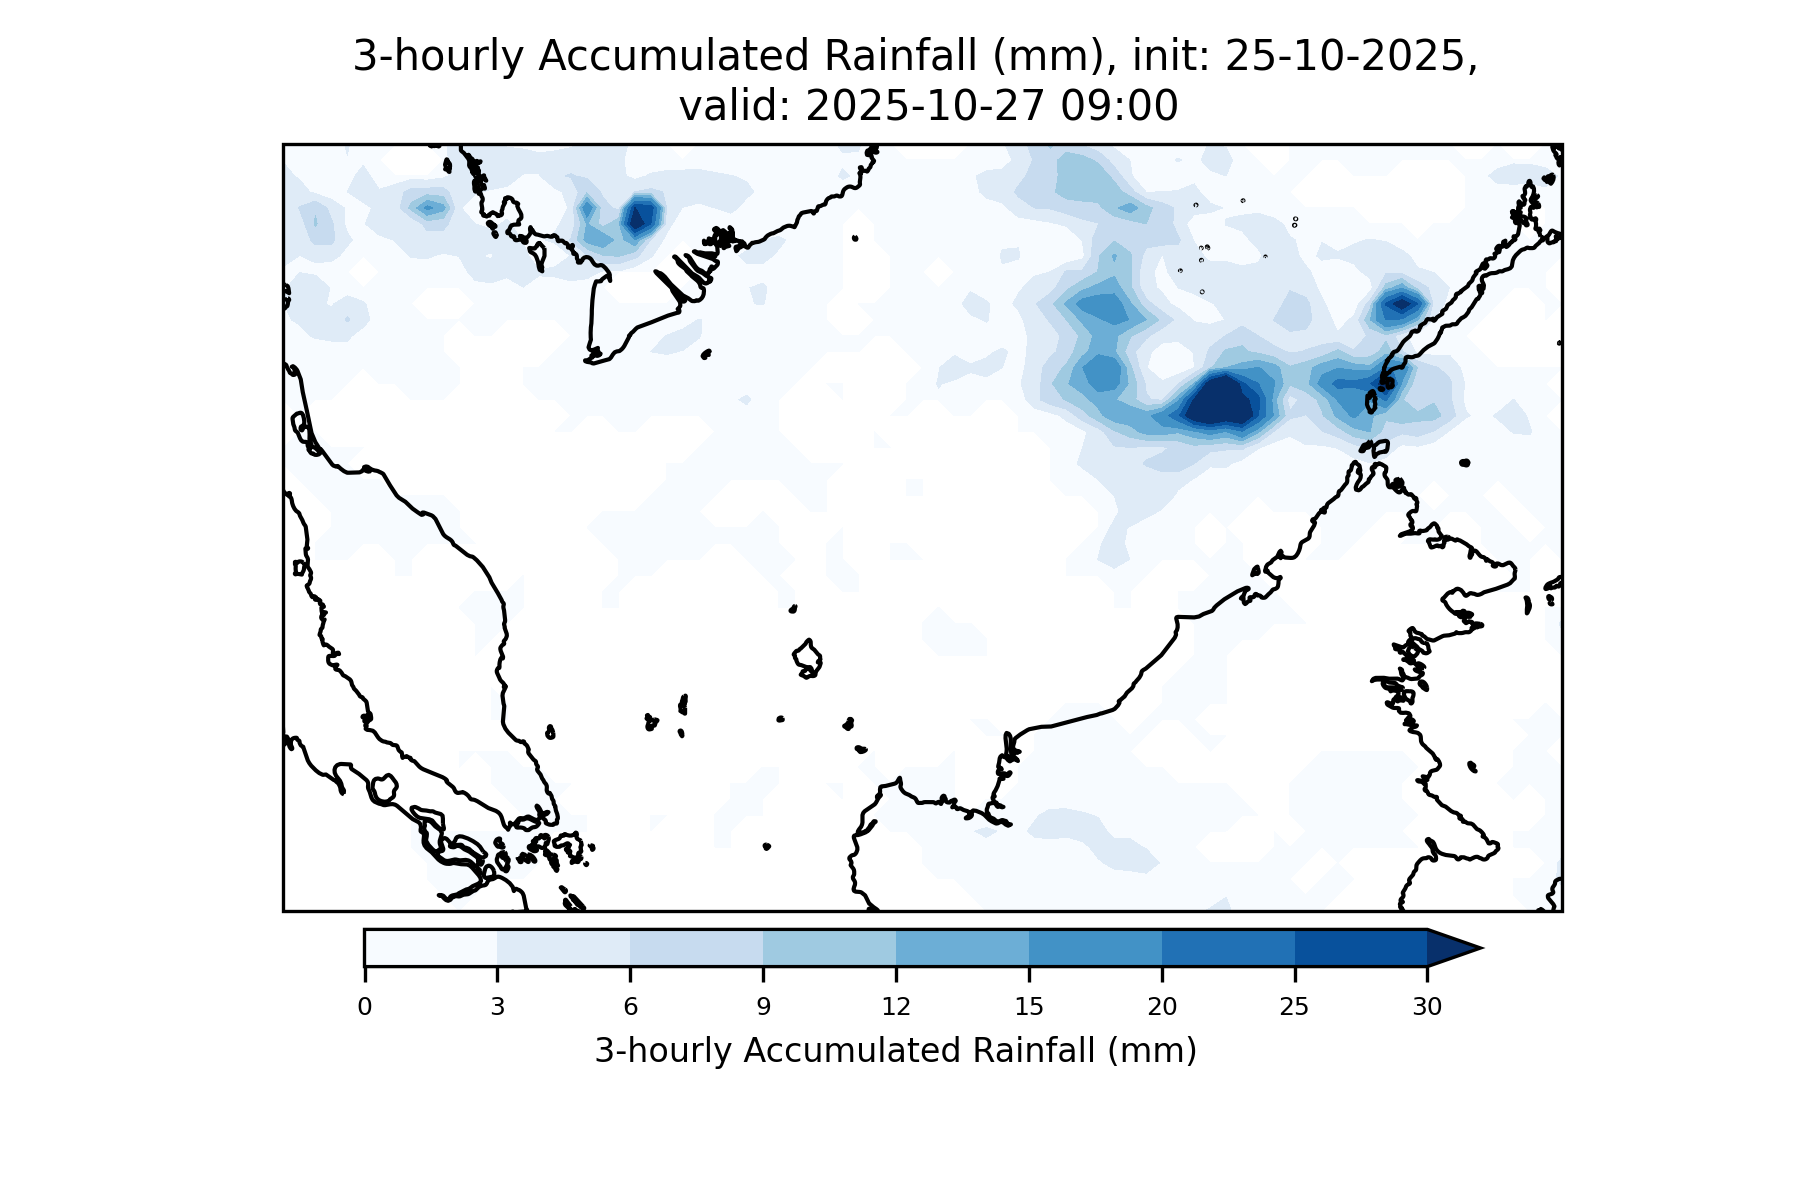 3-hourly Accumulated Rainfall (mm), init: 25-10-2025,
valid: 2025-10-27 09:00
0 3 6 9 12 15 20 25 30
3-hourly Accumulated Rainfall (mm)